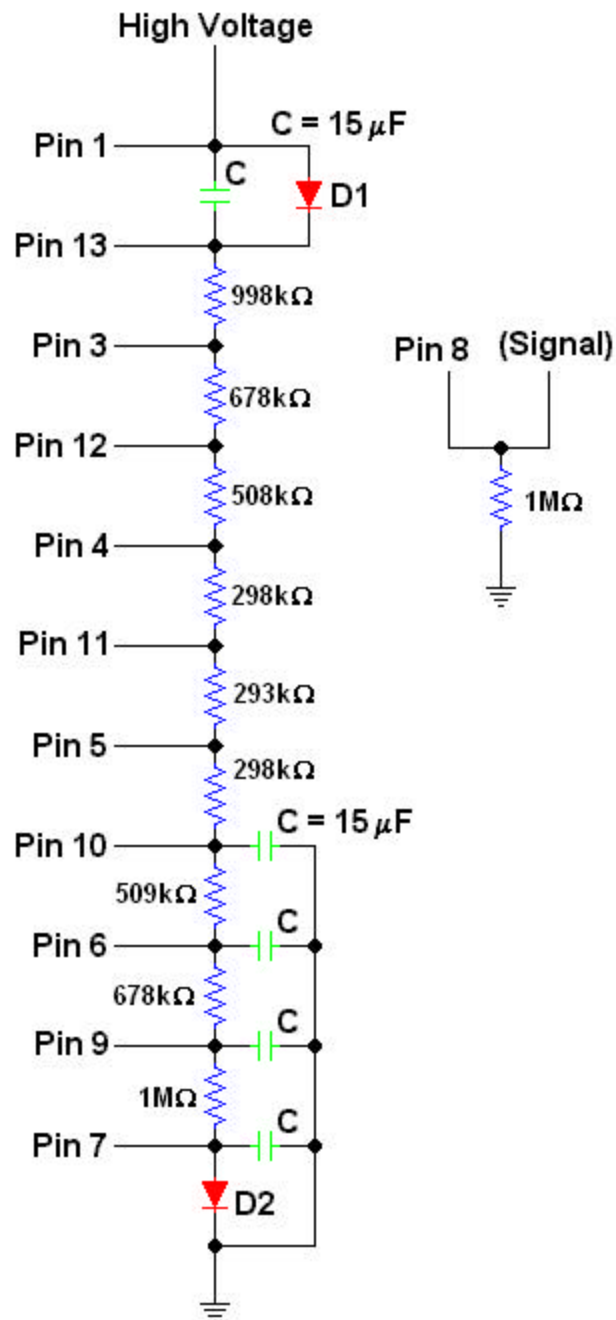 High Voltage
C = 15 μF
Pin 1
C
D1
Pin 13
998kΩ
Pin 3
Pin 8 (Signal)
678kΩ
Pin 12
508kΩ
1MΩ
Pin 4
298kΩ
Pin 11
293kΩ
Pin 5
298kΩ
C = 15 μF
Pin 10
509kΩ
C
Pin 6
678kΩ
C
Pin 9
1MΩ
C
Pin 7
D2